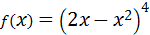 f(x) = (2x − x²)⁴